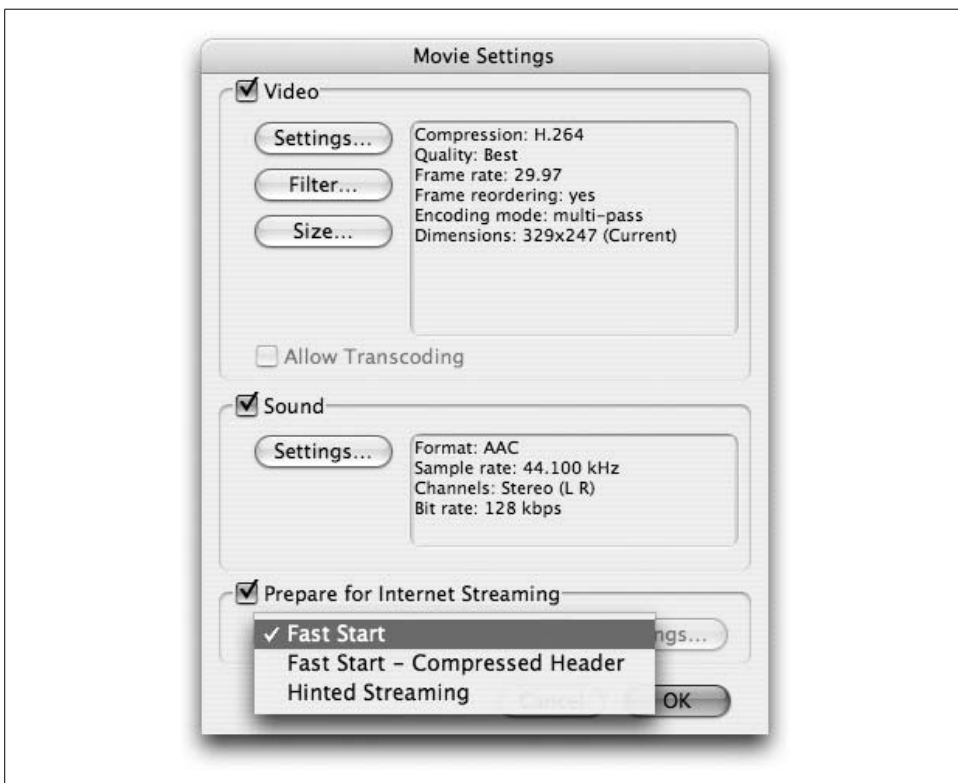 Movie Settings
Video
Settings...
Filter...
Size...
Compression: H.264
Quality: Best
Frame rate: 29.97
Frame reordering: yes
Encoding mode: multi-pass
Dimensions: 329x247 (Current)
Allow Transcoding
Sound
Settings...
Format: AAC
Sample rate: 44.100 kHz
Channels: Stereo (L R)
Bit rate: 128 kbps
Prepare for Internet Streaming
✓ Fast Start
ngs...
Fast Start – Compressed Header
Hinted Streaming
Cancel
OK